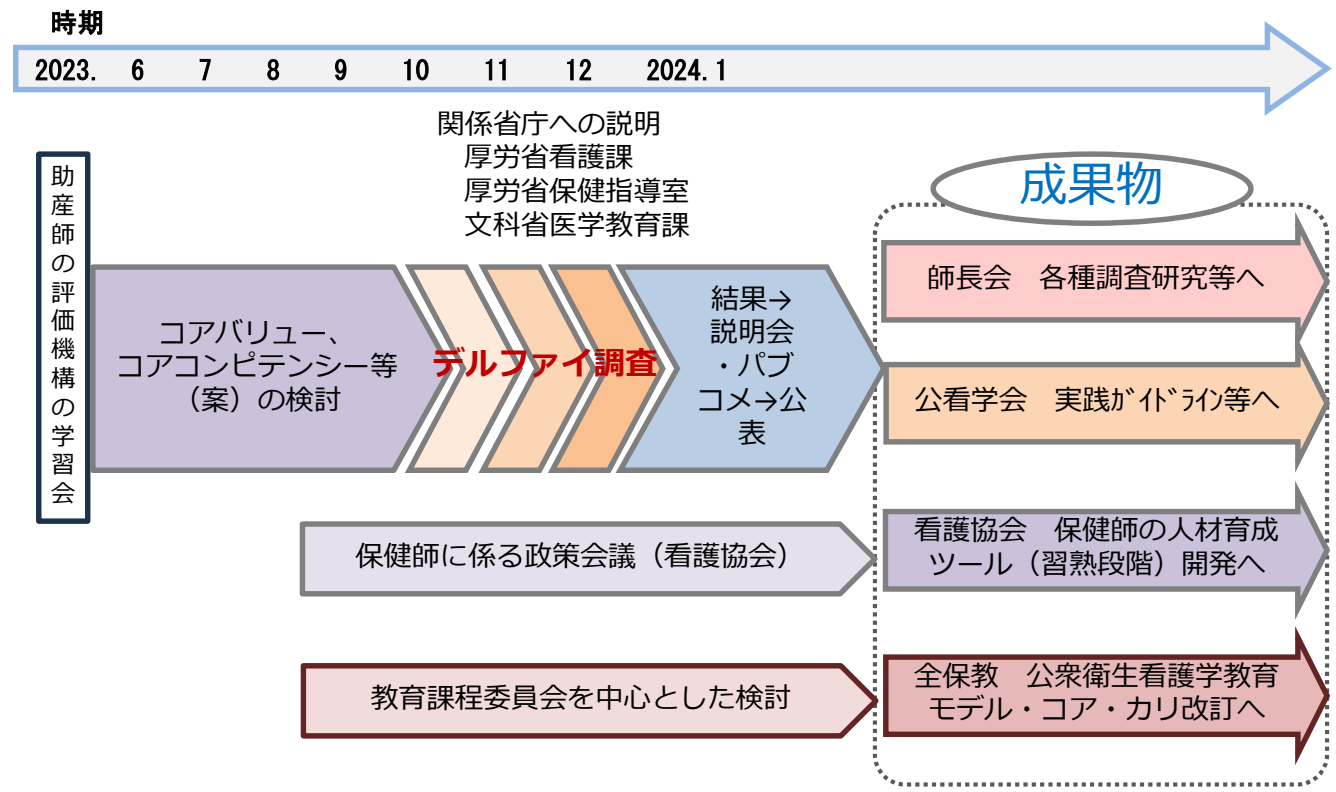 時期
2023. 6 7 8 9 10 11 12 2024.1
関係省庁への説明
厚労省看護課
厚労省保健指導室
文科省医学教育課
助産師の評価機構の学習会
コアバリュー、
コアコンピテンシー等
（案）の検討
デルファイ調査
結果→
説明会
・パブ
コメ→公
表
保健師に係る政策会議（看護協会）
教育課程委員会を中心とした検討
成果物
師長会　各種調査研究等へ
公看学会　実践ｶﾞｲﾄﾞﾗｲﾝ等へ
看護協会　保健師の人材育成
ツール（習熟段階）開発へ
全保教　公衆衛生看護学教育
モデル・コア・カリ改訂へ